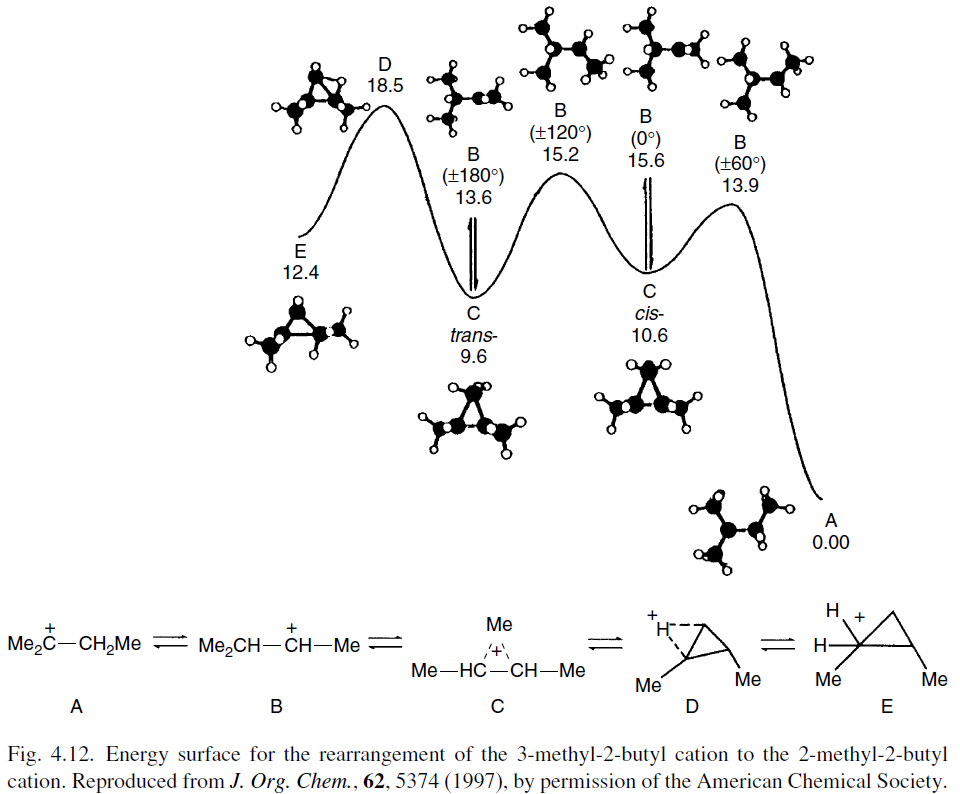 D
18.5
B
(±180°)
13.6
B
(±120°)
15.2
B
(0°)
15.6
B
(±60°)
13.9
E
12.4
C
trans-
9.6
C
cis-
10.6
A
0.00
Me₂C⁺—CH₂Me
A
Me₂CH—CH⁺—Me
B
Me
+
Me—HC CH—Me
C
+
H
Me
Me
D
H
+
H
Me
Me
E
Fig. 4.12. Energy surface for the rearrangement of the 3-methyl-2-butyl cation to the 2-methyl-2-butyl
cation. Reproduced from J. Org. Chem., 62, 5374 (1997), by permission of the American Chemical Society.